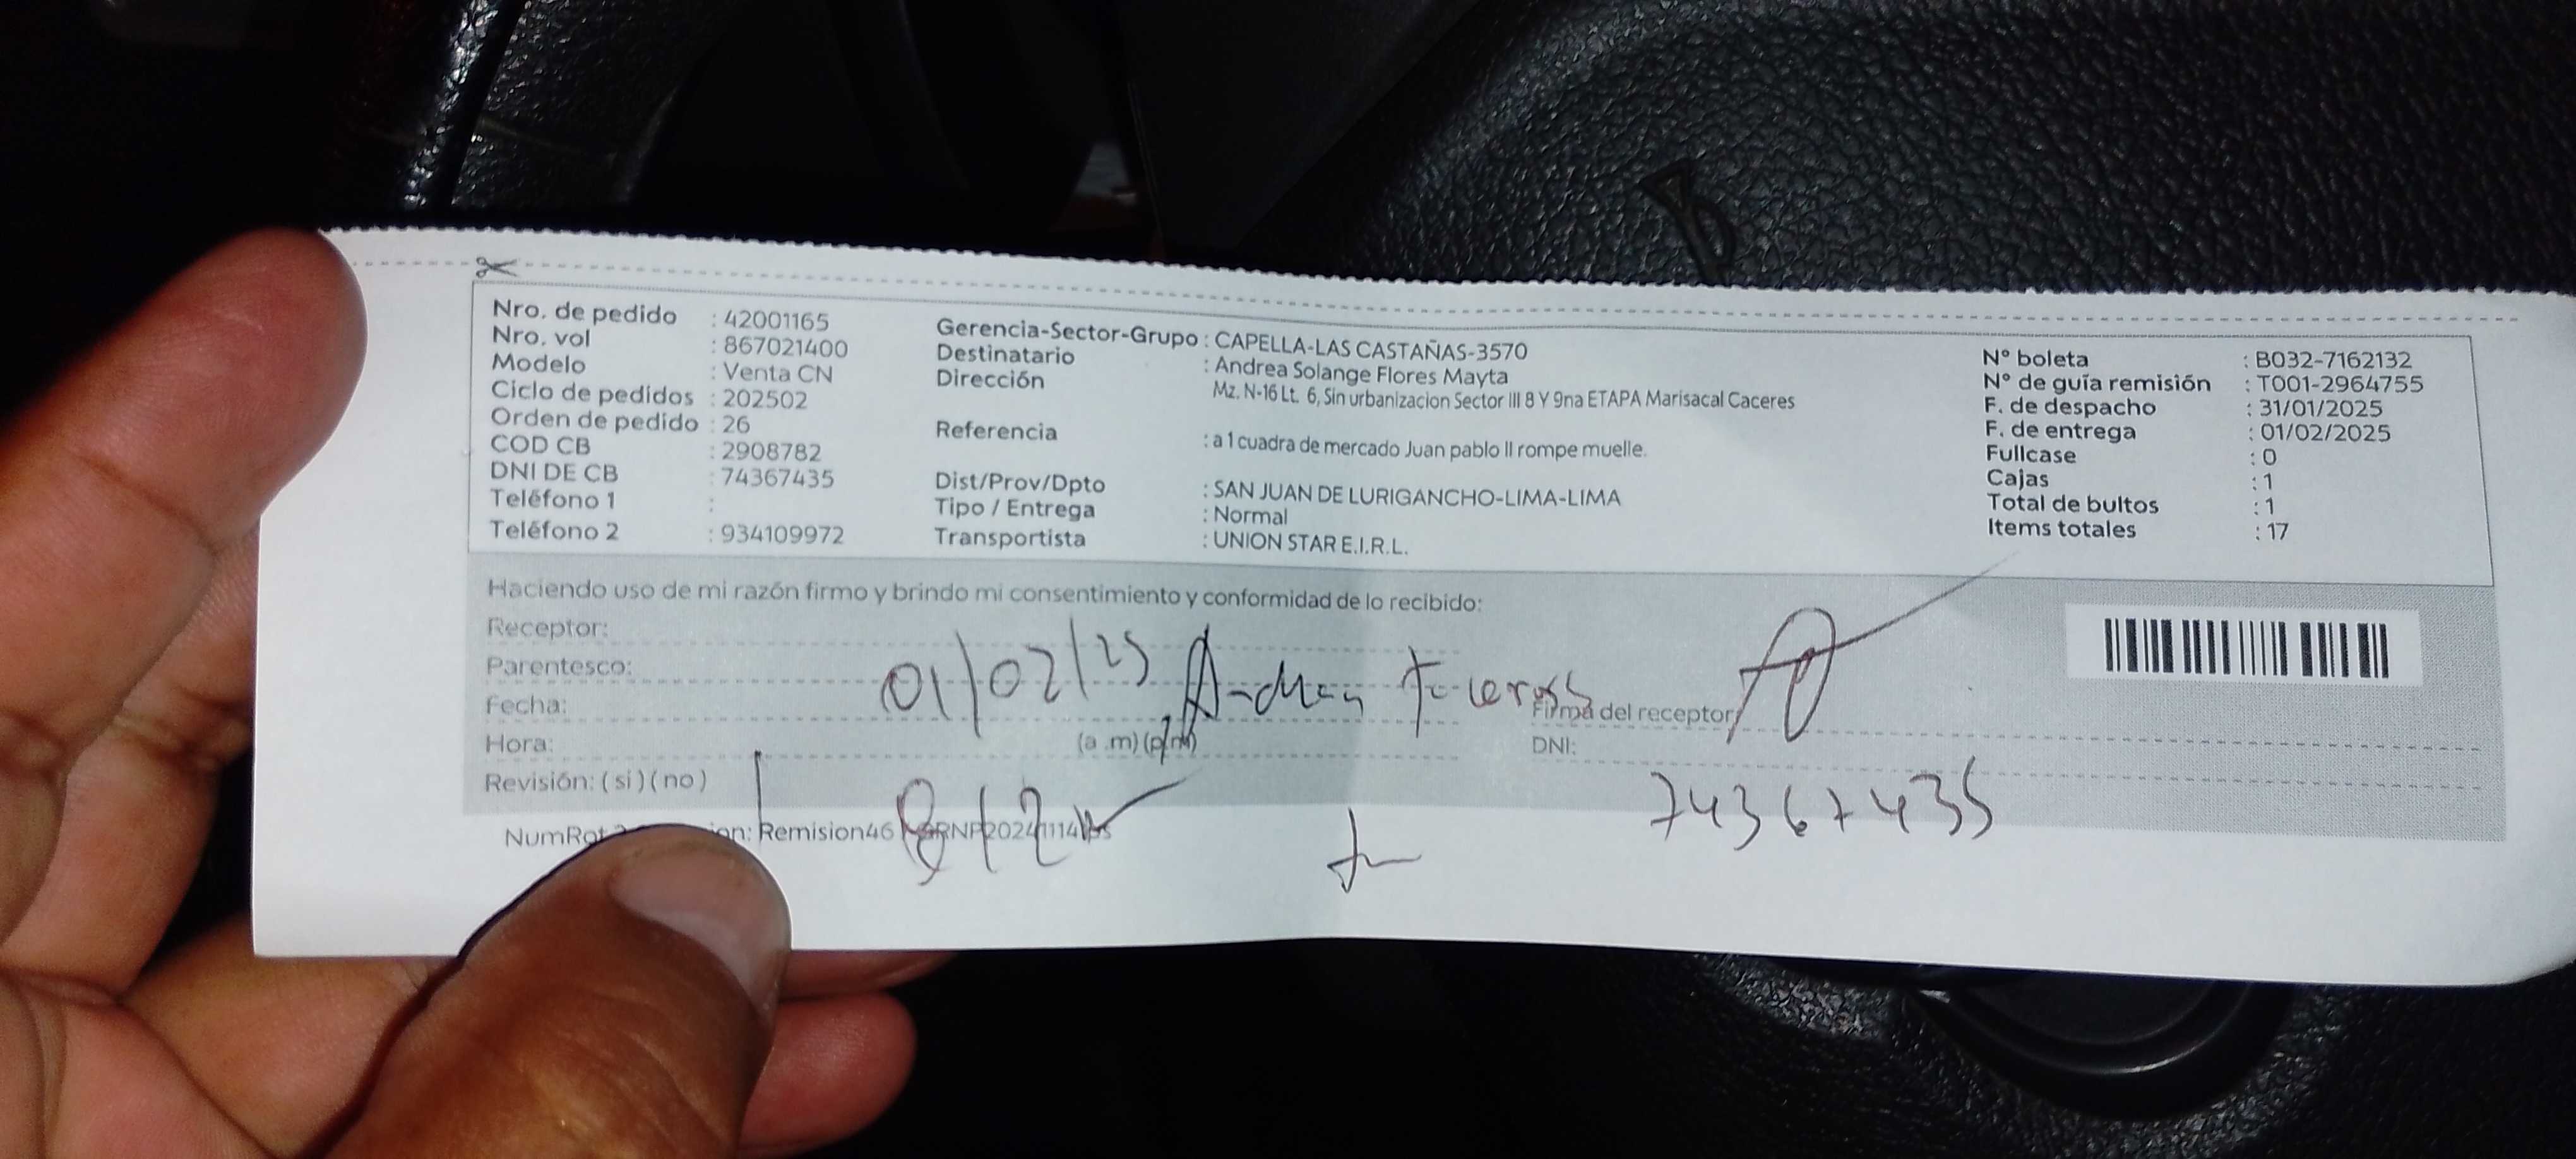 Nro. de pedido : 42001165
Nro. vol : 867021400
Modelo : Venta CN
Ciclo de pedidos : 202502
Orden de pedido : 26
COD CB : 2908782
DNI DE CB : 74367435
Teléfono 1 :
Teléfono 2 : 934109972
Gerencia-Sector-Grupo : CAPELLA-LAS CASTAÑAS-3570
Destinatario : Andrea Solange Flores Mayta
Dirección Mz. N-16 Lt. 6, Sin urbanizacion Sector III 8 Y 9na ETAPA Marisacal Caceres
Referencia : a 1 cuadra de mercado Juan pablo II rompe muelle.
Dist/Prov/Dpto : SAN JUAN DE LURIGANCHO-LIMA-LIMA
Tipo / Entrega : Normal
Transportista : UNION STAR E.I.R.L.
N° boleta : B032-7162132
N° de guía remisión : T001-2964755
F. de despacho : 31/01/2025
F. de entrega : 01/02/2025
Fullcase : 0
Cajas : 1
Total de bultos : 1
Items totales : 17
Haciendo uso de mi razón firmo y brindo mi consentimiento y conformidad de lo recibido:
Receptor:
Parentesco:
Fecha: 01/02/25
Firma del receptor
Hora: (a .m) (p.m)
DNI:
74367435
Revisión: ( si ) ( no )
Remision46